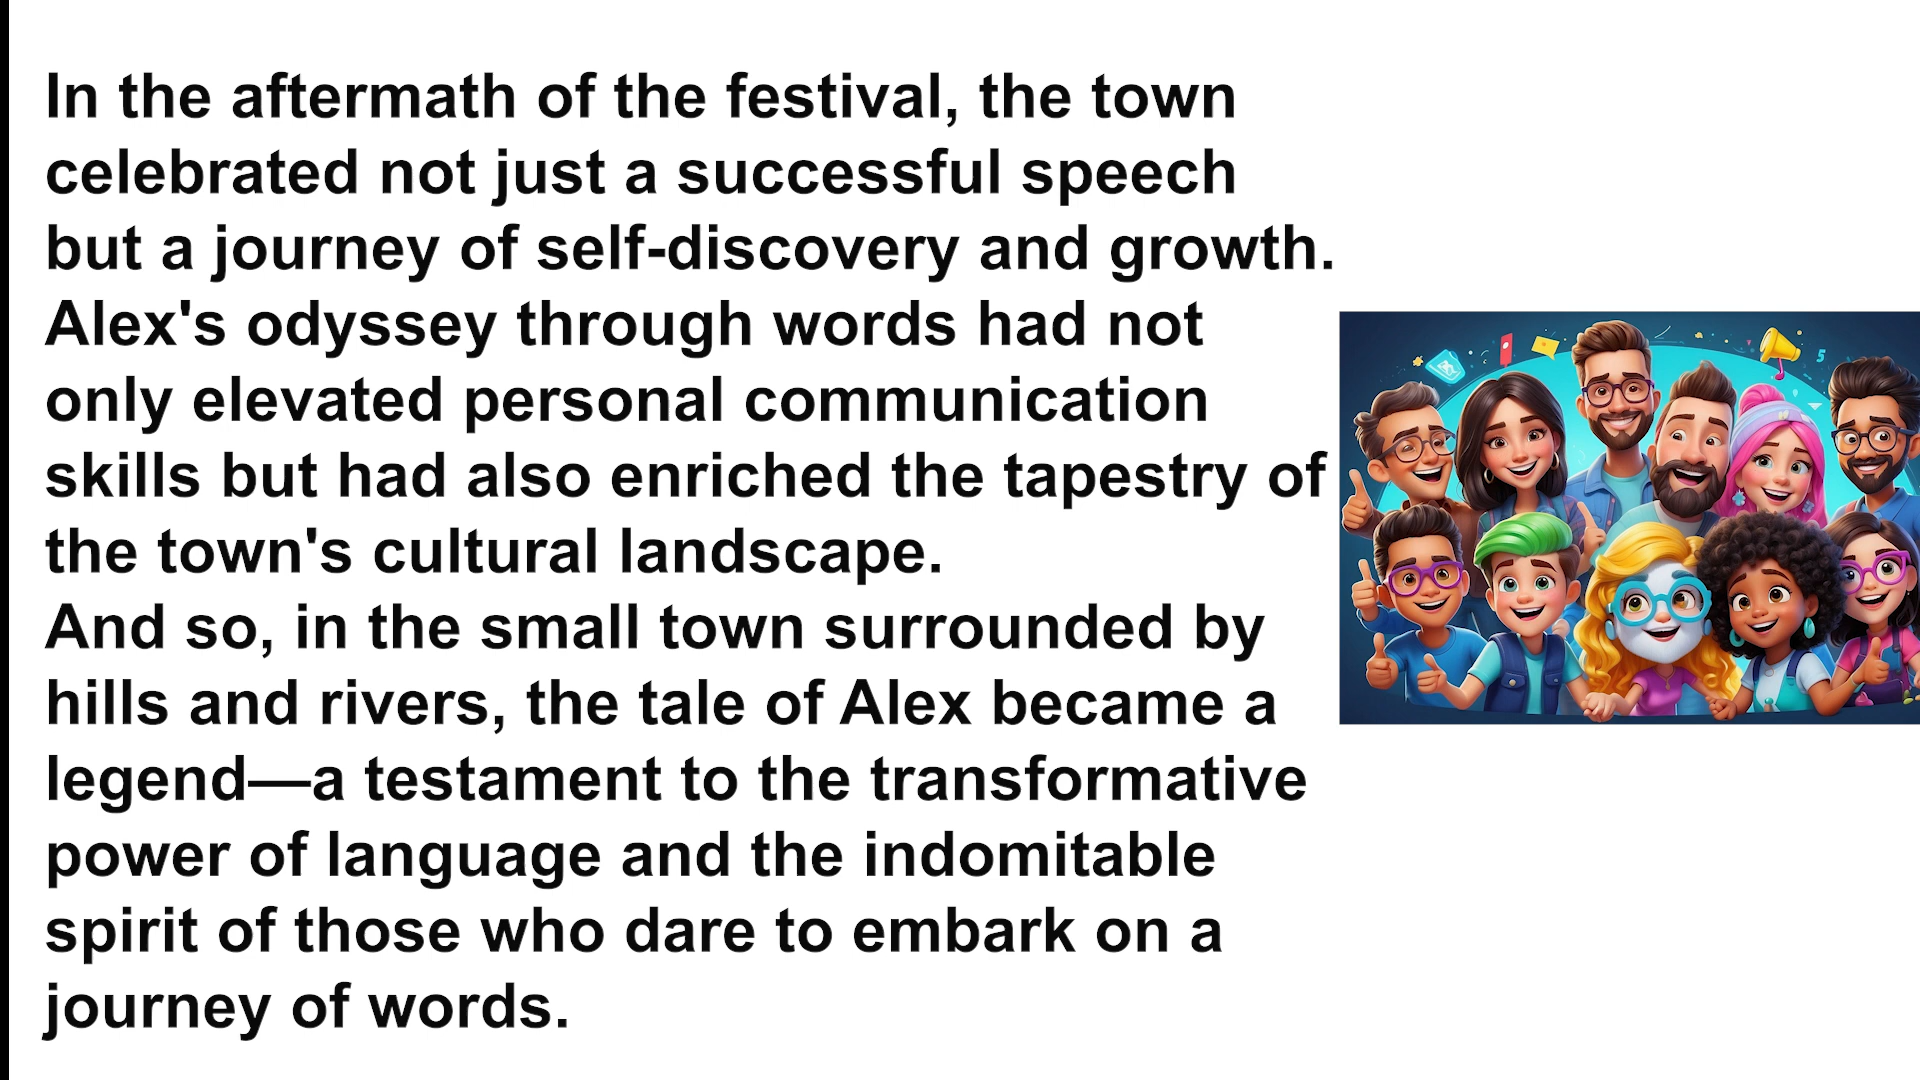 In the aftermath of the festival, the town
celebrated not just a successful speech
but a journey of self-discovery and growth.
Alex's odyssey through words had not
only elevated personal communication
skills but had also enriched the tapestry of
the town's cultural landscape.
And so, in the small town surrounded by
hills and rivers, the tale of Alex became a
legend—a testament to the transformative
power of language and the indomitable
spirit of those who dare to embark on a
journey of words.
5